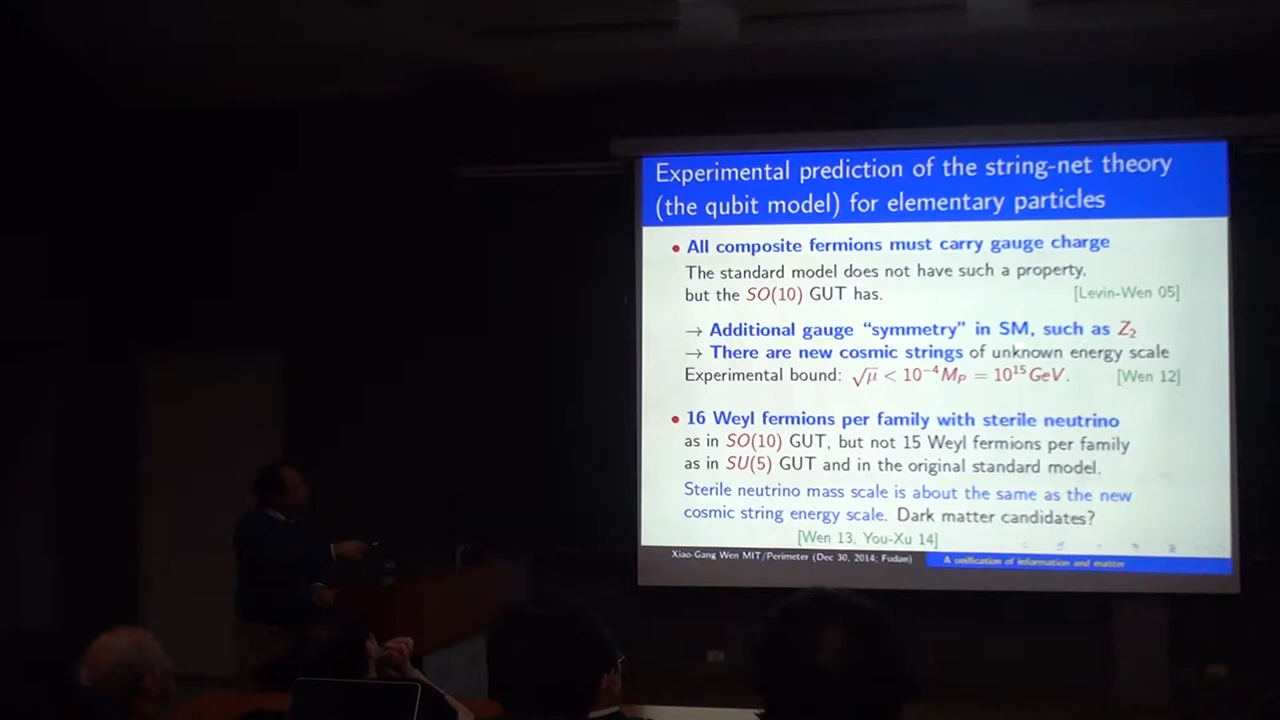 Experimental prediction of the string-net theory
(the qubit model) for elementary particles
• All composite fermions must carry gauge charge
The standard model does not have such a property,
but the SO(10) GUT has. [Levin-Wen 05]
→ Additional gauge “symmetry” in SM, such as Z₂
→ There are new cosmic strings of unknown energy scale
Experimental bound: √μ < 10⁻⁴M_P = 10¹⁵GeV. [Wen 12]
• 16 Weyl fermions per family with sterile neutrino
as in SO(10) GUT, but not 15 Weyl fermions per family
as in SU(5) GUT and in the original standard model.
Sterile neutrino mass scale is about the same as the new
cosmic string energy scale. Dark matter candidates?
[Wen 13, You-Xu 14]
Xiao-Gang Wen MIT/Perimeter (Dec 30, 2014; Fudan) A unification of information and matter